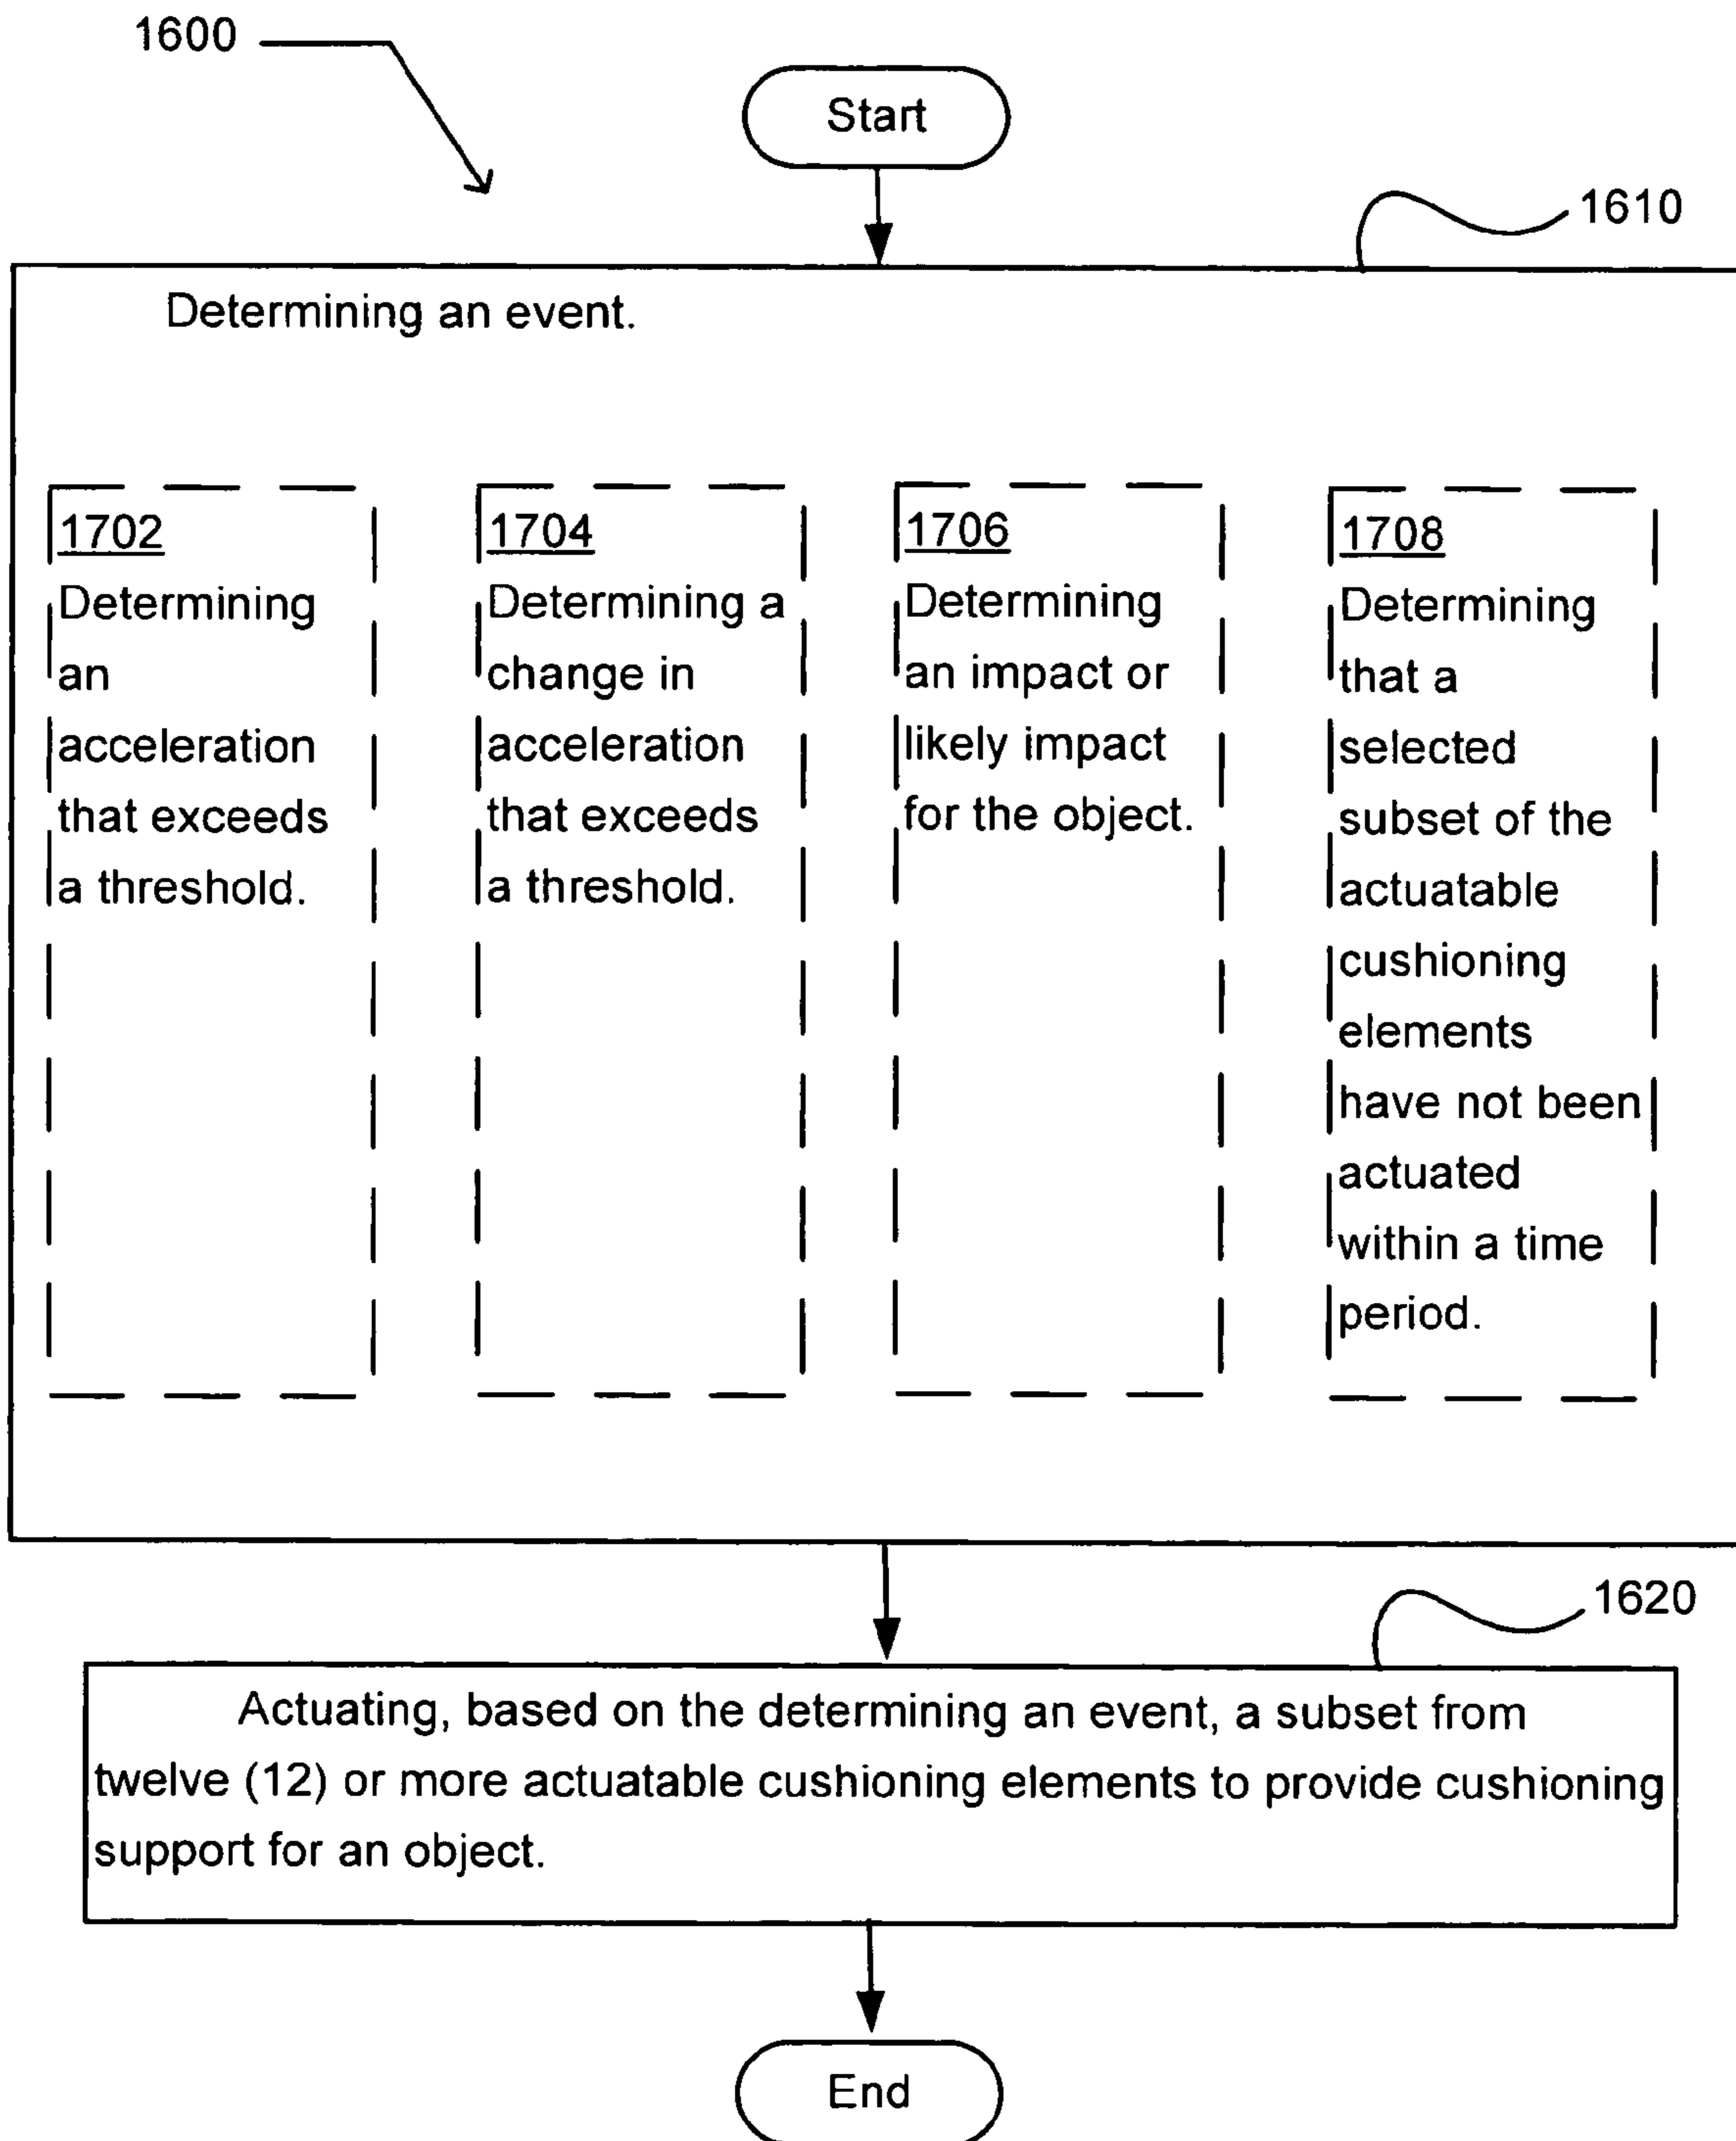 1600
Start
1610
Determining an event.
1702
Determining
an
acceleration
that exceeds
a threshold.
1704
Determining a
change in
acceleration
that exceeds
a threshold.
1706
Determining
an impact or
likely impact
for the object.
1708
Determining
that a
selected
subset of the
actuatable
cushioning
elements
have not been
actuated
within a time
period.
1620
Actuating, based on the determining an event, a subset from
twelve (12) or more actuatable cushioning elements to provide cushioning
support for an object.
End